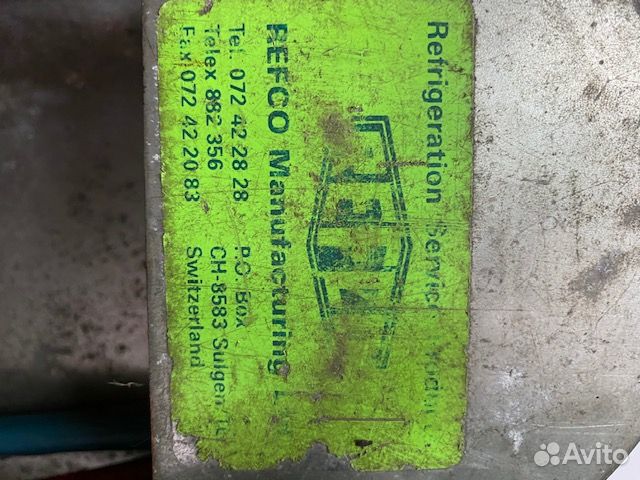 Refrigeration Service
REFCO
REFCO Manufacturing
Tel. 072 42 28 28 P.O. Box
Telex 882 356 CH-8583 Sulgen
Fax 072 42 20 83 Switzerland
Avito